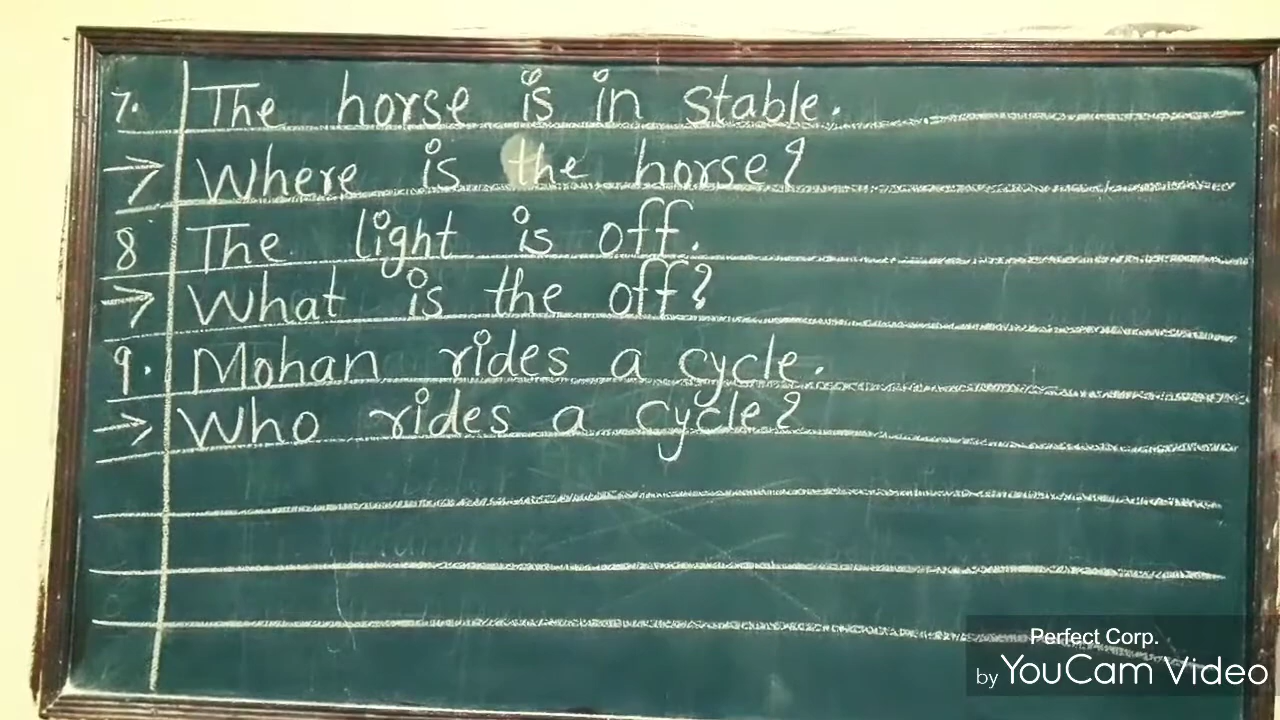 7. The horse is in stable.
→ Where is the horse?
8 The light is off.
→ What is the off?
9. Mohan rides a cycle.
→ Who rides a cycle?
Perfect Corp.
by YouCam Video